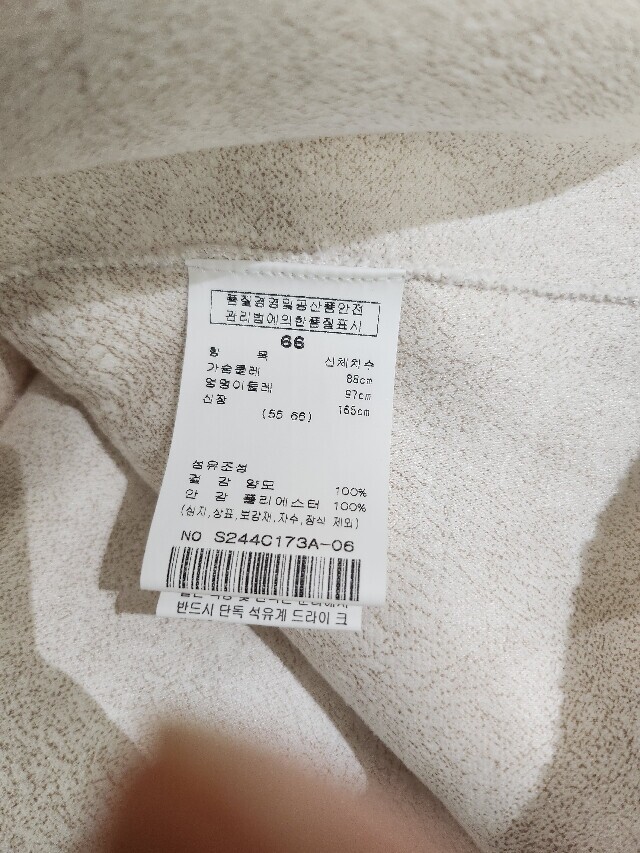 품질경영및공산품안전
관리법에의한품질표시
66
항 목 신체치수
가슴둘레 88cm
엉덩이둘레 97cm
신장 165cm
(55 66)
섬유조성
겉 감 양모 100%
안 감 폴리에스터 100%
(심지,상표,보강재,자수,장식 제외)
NO S244C173A-06
반드시 단독 석유계 드라이 크